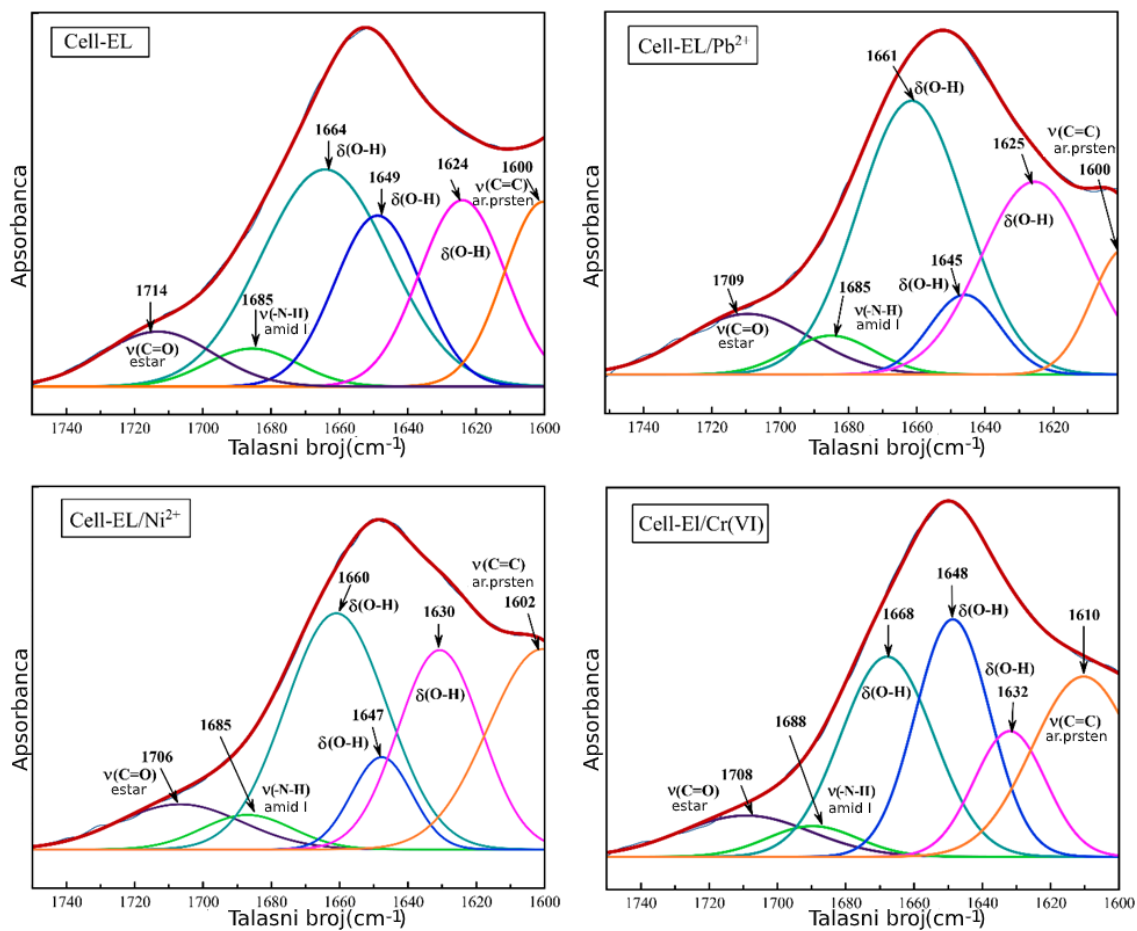 Cell-EL
1664
δ(O-H)
1649
δ(O-H)
1624
1600
ν(C=C)
ar.prsten
δ(O-H)
1714
ν(C=O)
estar
1685
ν(-N-H)
amid I
Apsorbanca
1740 1720 1700 1680 1660 1640 1620 1600
Talasni broj(cm-1)
Cell-EL/Pb2+
1661
δ(O-H)
1625
ν(C=C)
ar.prsten
1600
δ(O-H)
1645
δ(O-H)
1709
ν(C=O)
estar
1685
ν(-N-H)
amid I
Apsorbanca
1740 1720 1700 1680 1660 1640 1620
Talasni broj(cm-1)
Cell-EL/Ni2+
1660
δ(O-H)
1630
ν(C=C)
ar.prsten
1602
δ(O-H)
1647
δ(O-H)
1706
ν(C=O)
estar
1685
ν(-N-H)
amid I
Apsorbanca
1740 1720 1700 1680 1660 1640 1620 1600
Talasni broj(cm-1)
Cell-El/Cr(VI)
1648
δ(O-H)
1668
δ(O-H)
1610
δ(O-H)
1632
ν(C=C)
ar.prsten
1708
ν(C=O)
estar
1688
ν(-N-H)
amid I
Apsorbanca
1740 1720 1700 1680 1660 1640 1620 1600
Talasni broj(cm-1)